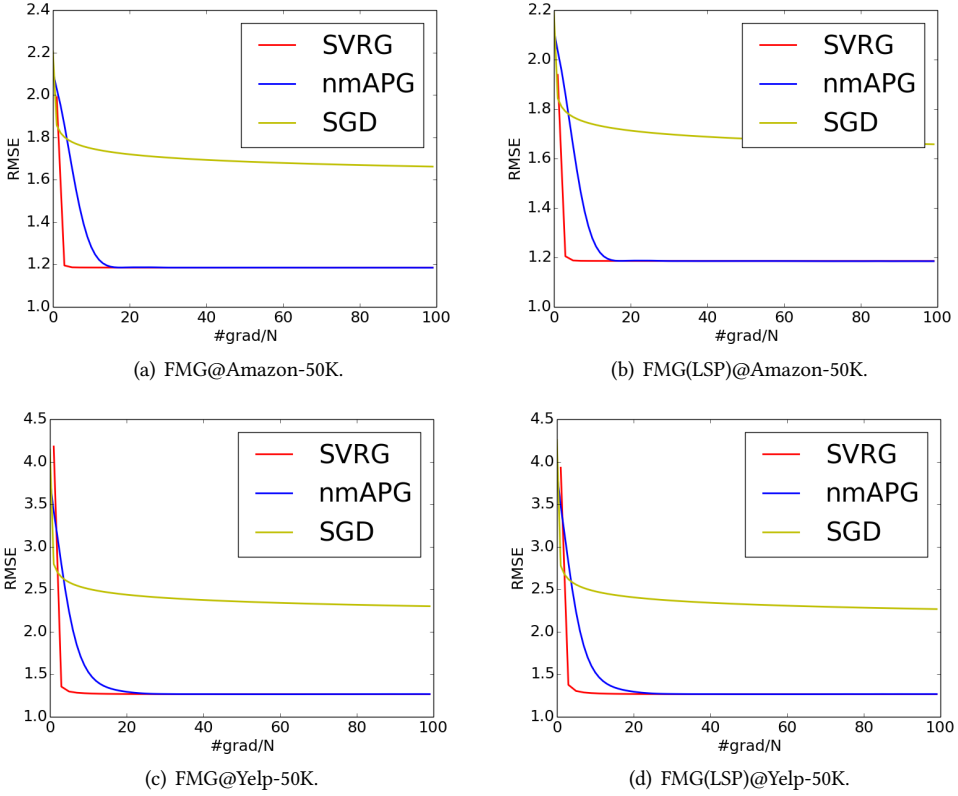 2.4
2.2
2.0
1.8
1.6
1.4
1.2
1.0
RMSE
SVRG
nmAPG
SGD
0 20 40 60 80 100
#grad/N
(a) FMG@Amazon-50K.
2.2
2.0
1.8
1.6
1.4
1.2
1.0
RMSE
SVRG
nmAPG
SGD
0 20 40 60 80 100
#grad/N
(b) FMG(LSP)@Amazon-50K.
4.5
4.0
3.5
3.0
2.5
2.0
1.5
1.0
RMSE
SVRG
nmAPG
SGD
0 20 40 60 80 100
#grad/N
(c) FMG@Yelp-50K.
4.5
4.0
3.5
3.0
2.5
2.0
1.5
1.0
RMSE
SVRG
nmAPG
SGD
0 20 40 60 80 100
#grad/N
(d) FMG(LSP)@Yelp-50K.